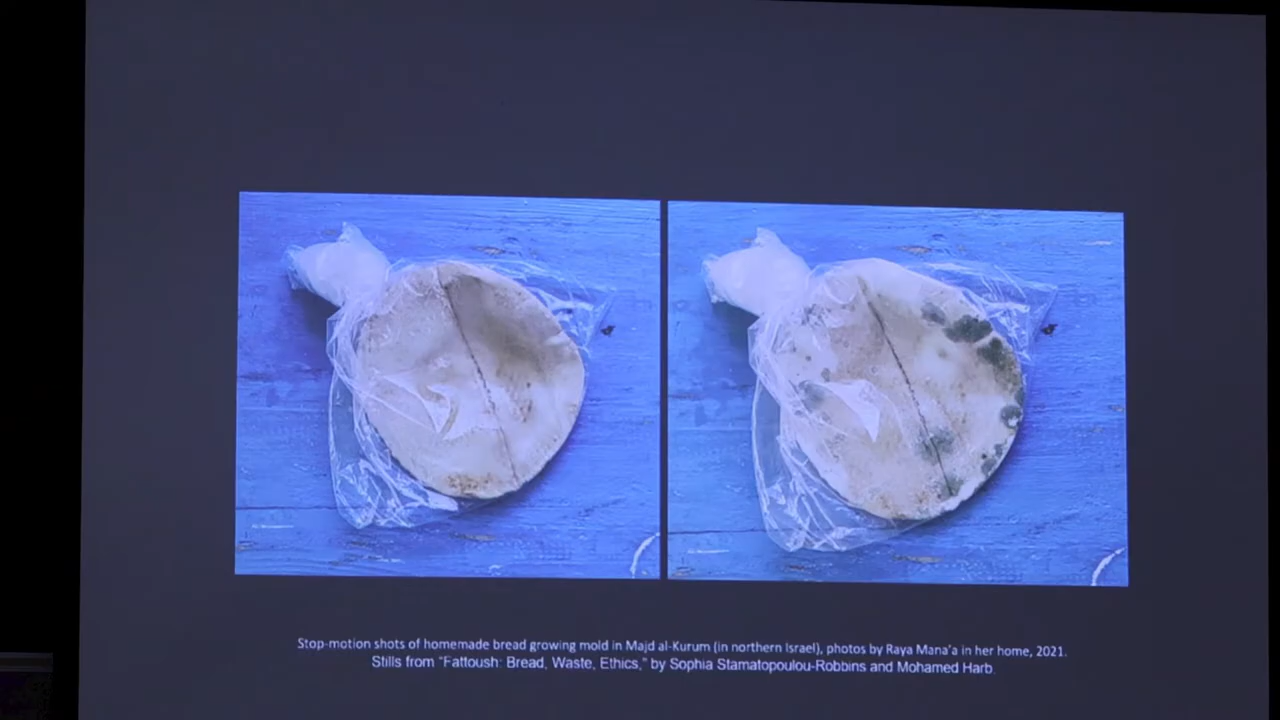 Stop-motion shots of homemade bread growing mold in Majd al-Kurum (in northern Israel), photos by Raya Mana'a in her home, 2021.
Stills from "Fattoush: Bread, Waste, Ethics," by Sophia Stamatopoulou-Robbins and Mohamed Harb.